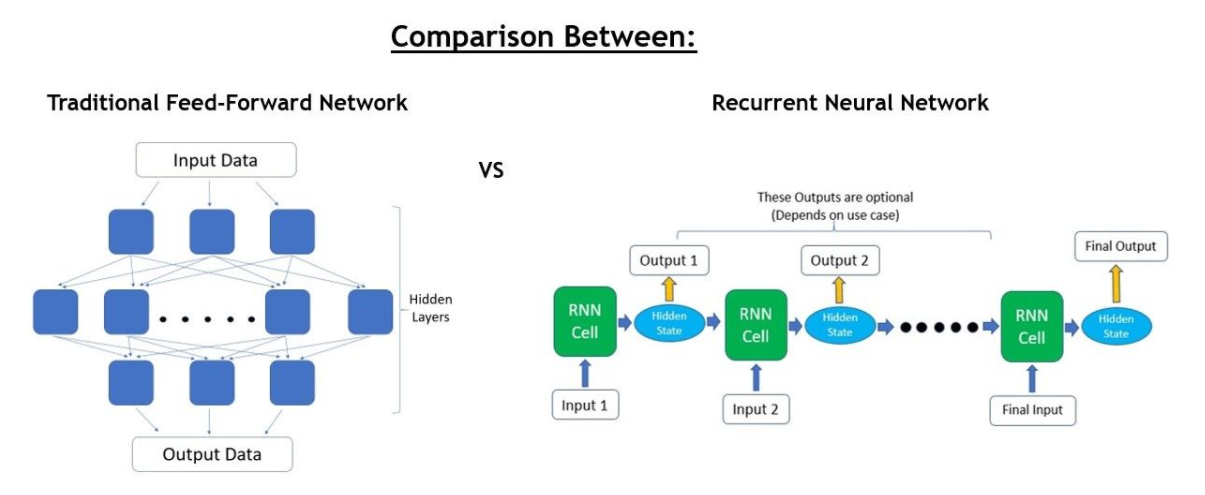 Comparison Between:
Traditional Feed-Forward Network
VS
Recurrent Neural Network
Input Data
Hidden
Layers
Output Data
These Outputs are optional
(Depends on use case)
Output 1
Output 2
Final Output
RNN
Cell
Hidden
State
RNN
Cell
Hidden
State
RNN
Cell
Hidden
State
Input 1
Input 2
Final Input